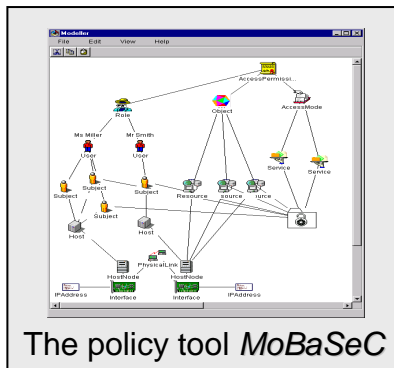 Modeller
File Edit View Help
AccessPermissi...
Role
Object
AccessMode
Ms Miller
Mr Smith
User
User
Service
Service
Subject
Subject
Subject
Resource
source
urce
Subject
Host
Host
PhysicalLink
HostNode
HostNode
IPAddress
Interface
Interface
IPAddress
The policy tool MoBaSeC